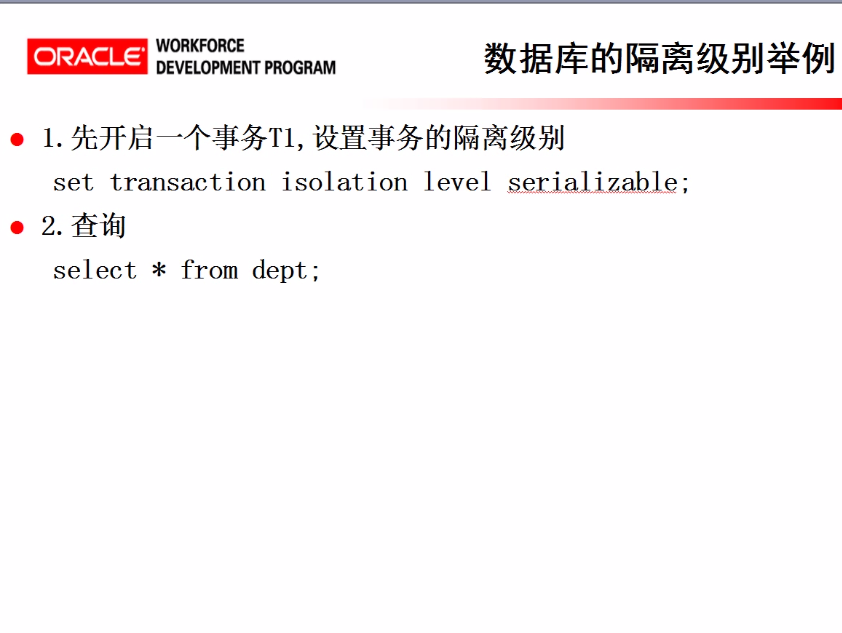 ORACLE
WORKFORCE
DEVELOPMENT PROGRAM
数据库的隔离级别举例
1.先开启一个事务T1,设置事务的隔离级别
set transaction isolation level serializable;
2.查询
select * from dept;